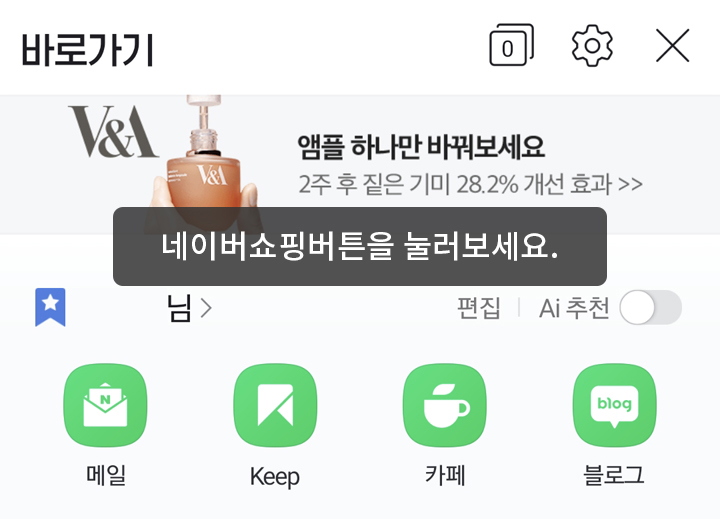 바로가기
0
V&A
앰플 하나만 바꿔보세요
V&A
2주 후 짙은 기미 28.2% 개선 효과 >>
네이버쇼핑버튼을 눌러보세요.
님 >
편집 | Ai 추천
N
blog
메일 Keep 카페 블로그